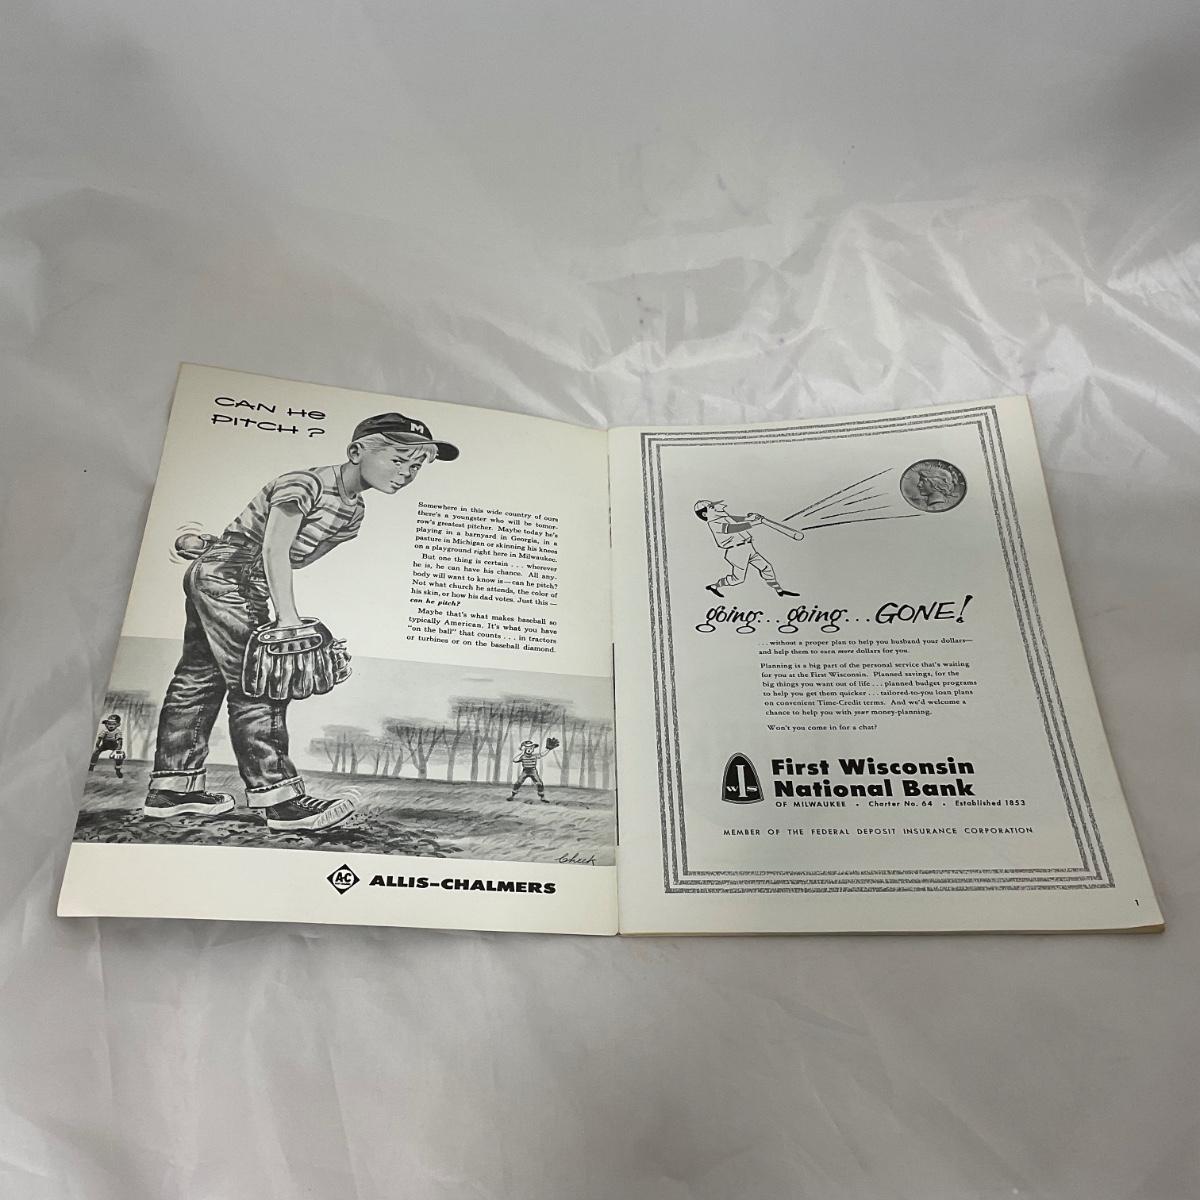 CAN HE
PITCH?
M
Somewhere in this wide country of ours
there's a youngster who will be tomor-
row's greatest pitcher. Maybe today he's
playing in a barnyard in Georgia, in a
pasture in Michigan or skinning his knees
on a playground right here in Milwaukee.
But one thing is certain . . . wherever
he is, he can have his chance. All any-
body will want to know is—can he pitch?
Not what church he attends, the color of
his skin, or how his dad votes. Just this—
can he pitch?
Maybe that's what makes baseball so
typically American. It's what you have
"on the ball" that counts . . . in tractors
or turbines or on the baseball diamond.
Cheek
A-C
ALLIS-CHALMERS
going... going... GONE!
. . . without a proper plan to help you husband your dollars—
and help them to earn more dollars for you.
Planning is a big part of the personal service that's waiting
for you at the First Wisconsin. Planned savings, for the
big things you want out of life . . . planned budget programs
to help you get them quicker . . . tailored-to-you loan plans
on convenient Time-Credit terms. And we'd welcome a
chance to help you with your money-planning.
Won't you come in for a chat?
W I S
First Wisconsin
National Bank
OF MILWAUKEE • Charter No. 64 • Established 1853
MEMBER OF THE FEDERAL DEPOSIT INSURANCE CORPORATION
1